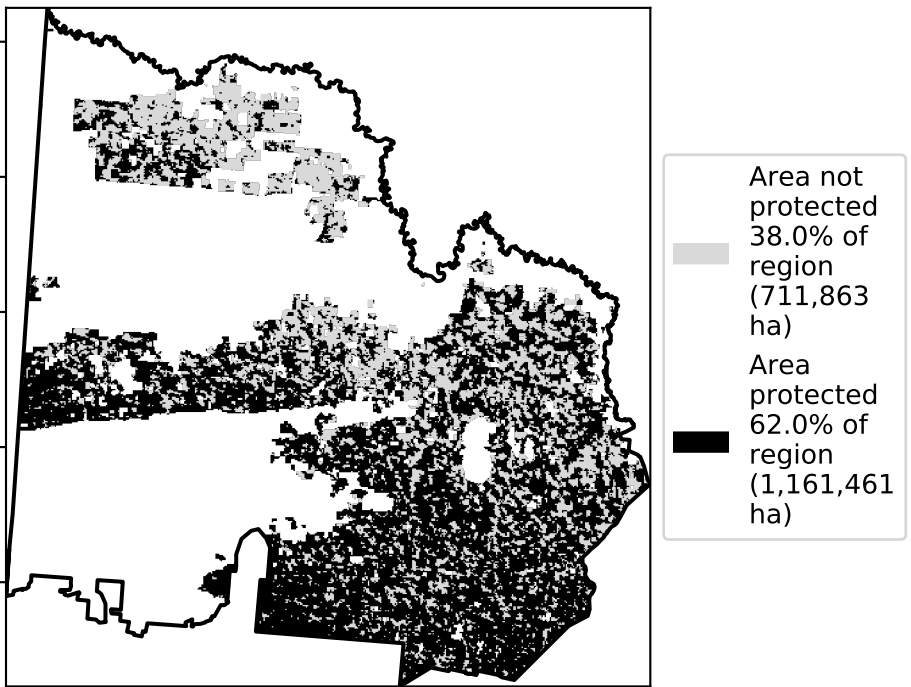 Area not
protected
38.0% of
region
(711,863
ha)
Area
protected
62.0% of
region
(1,161,461
ha)